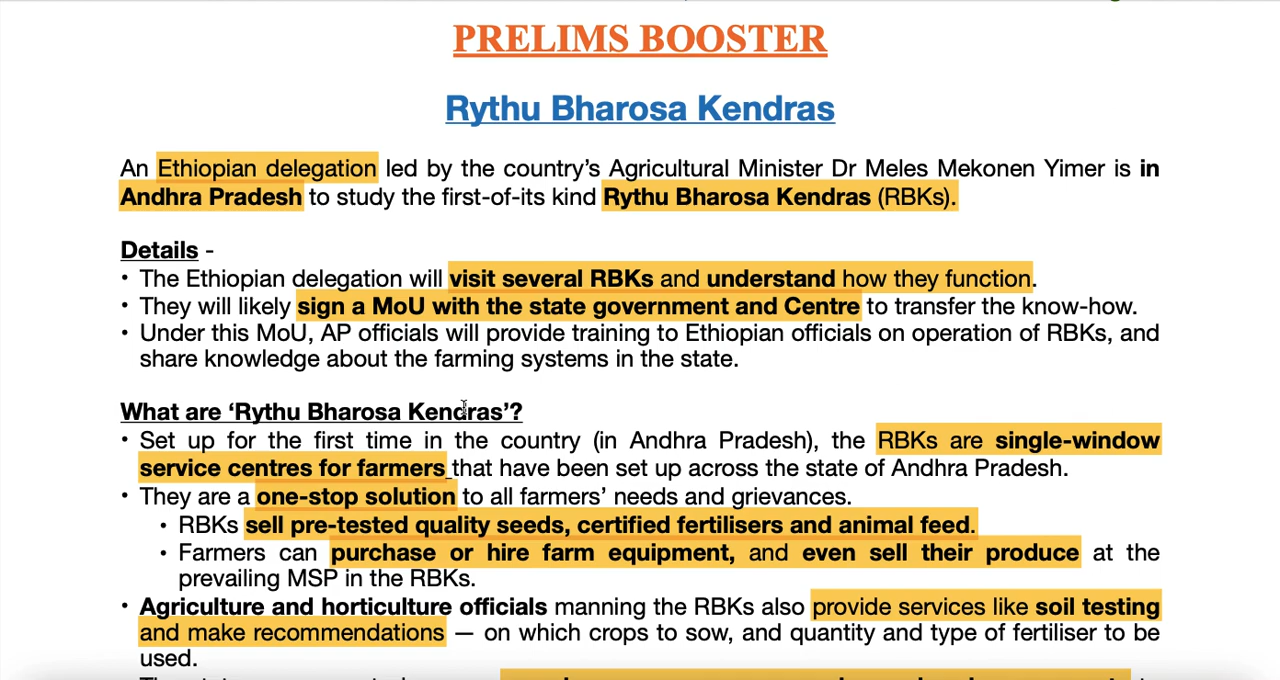 PRELIMS BOOSTER
Rythu Bharosa Kendras
An Ethiopian delegation led by the country's Agricultural Minister Dr Meles Mekonen Yimer is in
Andhra Pradesh to study the first-of-its kind Rythu Bharosa Kendras (RBKs).
Details -
• The Ethiopian delegation will visit several RBKs and understand how they function.
• They will likely sign a MoU with the state government and Centre to transfer the know-how.
• Under this MoU, AP officials will provide training to Ethiopian officials on operation of RBKs, and
share knowledge about the farming systems in the state.
What are ‘Rythu Bharosa Kendras’?
• Set up for the first time in the country (in Andhra Pradesh), the RBKs are single-window
service centres for farmers that have been set up across the state of Andhra Pradesh.
• They are a one-stop solution to all farmers’ needs and grievances.
• RBKs sell pre-tested quality seeds, certified fertilisers and animal feed.
• Farmers can purchase or hire farm equipment, and even sell their produce at the
prevailing MSP in the RBKs.
• Agriculture and horticulture officials manning the RBKs also provide services like soil testing
and make recommendations — on which crops to sow, and quantity and type of fertiliser to be
used.